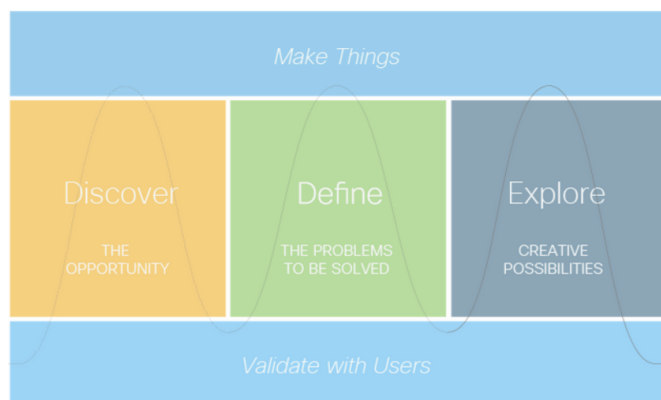 Make Things
Discover
THE
OPPORTUNITY
Define
THE PROBLEMS
TO BE SOLVED
Explore
CREATIVE
POSSIBILITIES
Validate with Users